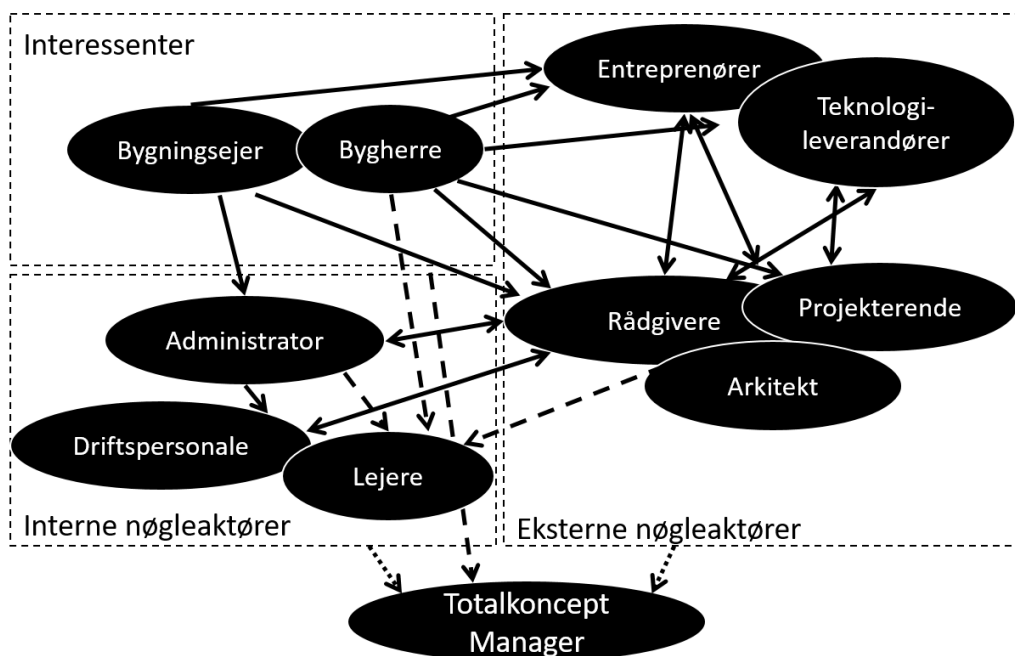 Interessenter
Entreprenører
Teknologi-
leverandører
Bygningsejer
Bygherre
Administrator
Rådgivere
Projekterende
Arkitekt
Driftspersonale
Lejere
Interne nøgleaktører
Eksterne nøgleaktører
Totalkoncept
Manager